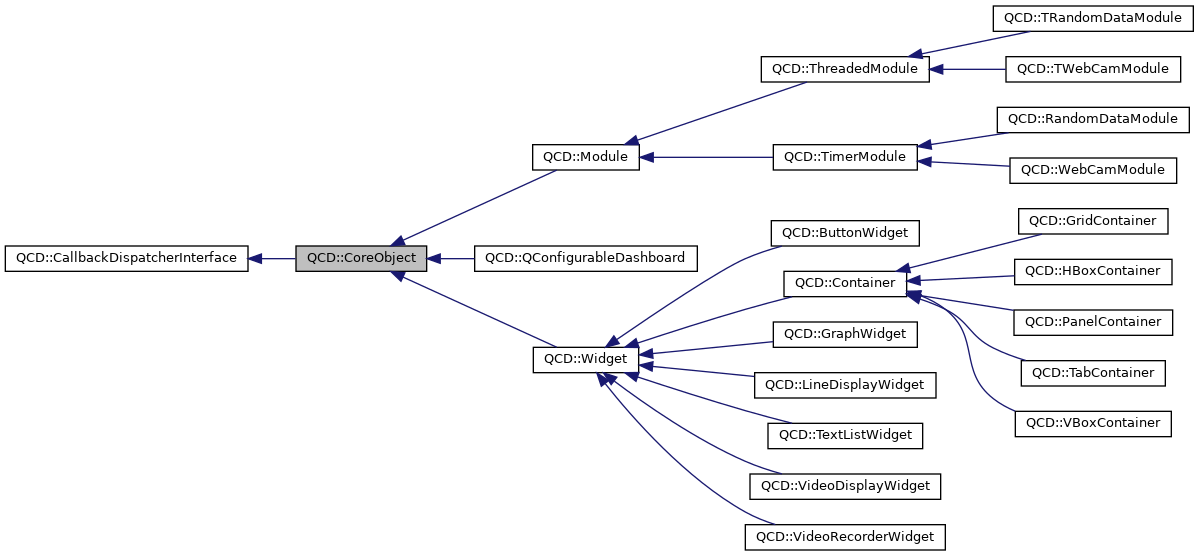 QCD::TRandomDataModule
QCD::ThreadedModule
QCD::TWebCamModule
QCD::RandomDataModule
QCD::Module
QCD::TimerModule
QCD::WebCamModule
QCD::GridContainer
QCD::ButtonWidget
QCD::CallbackDispatcherInterface
QCD::CoreObject
QCD::QConfigurableDashboard
QCD::HBoxContainer
QCD::Container
QCD::PanelContainer
QCD::GraphWidget
QCD::Widget
QCD::TabContainer
QCD::LineDisplayWidget
QCD::VBoxContainer
QCD::TextListWidget
QCD::VideoDisplayWidget
QCD::VideoRecorderWidget